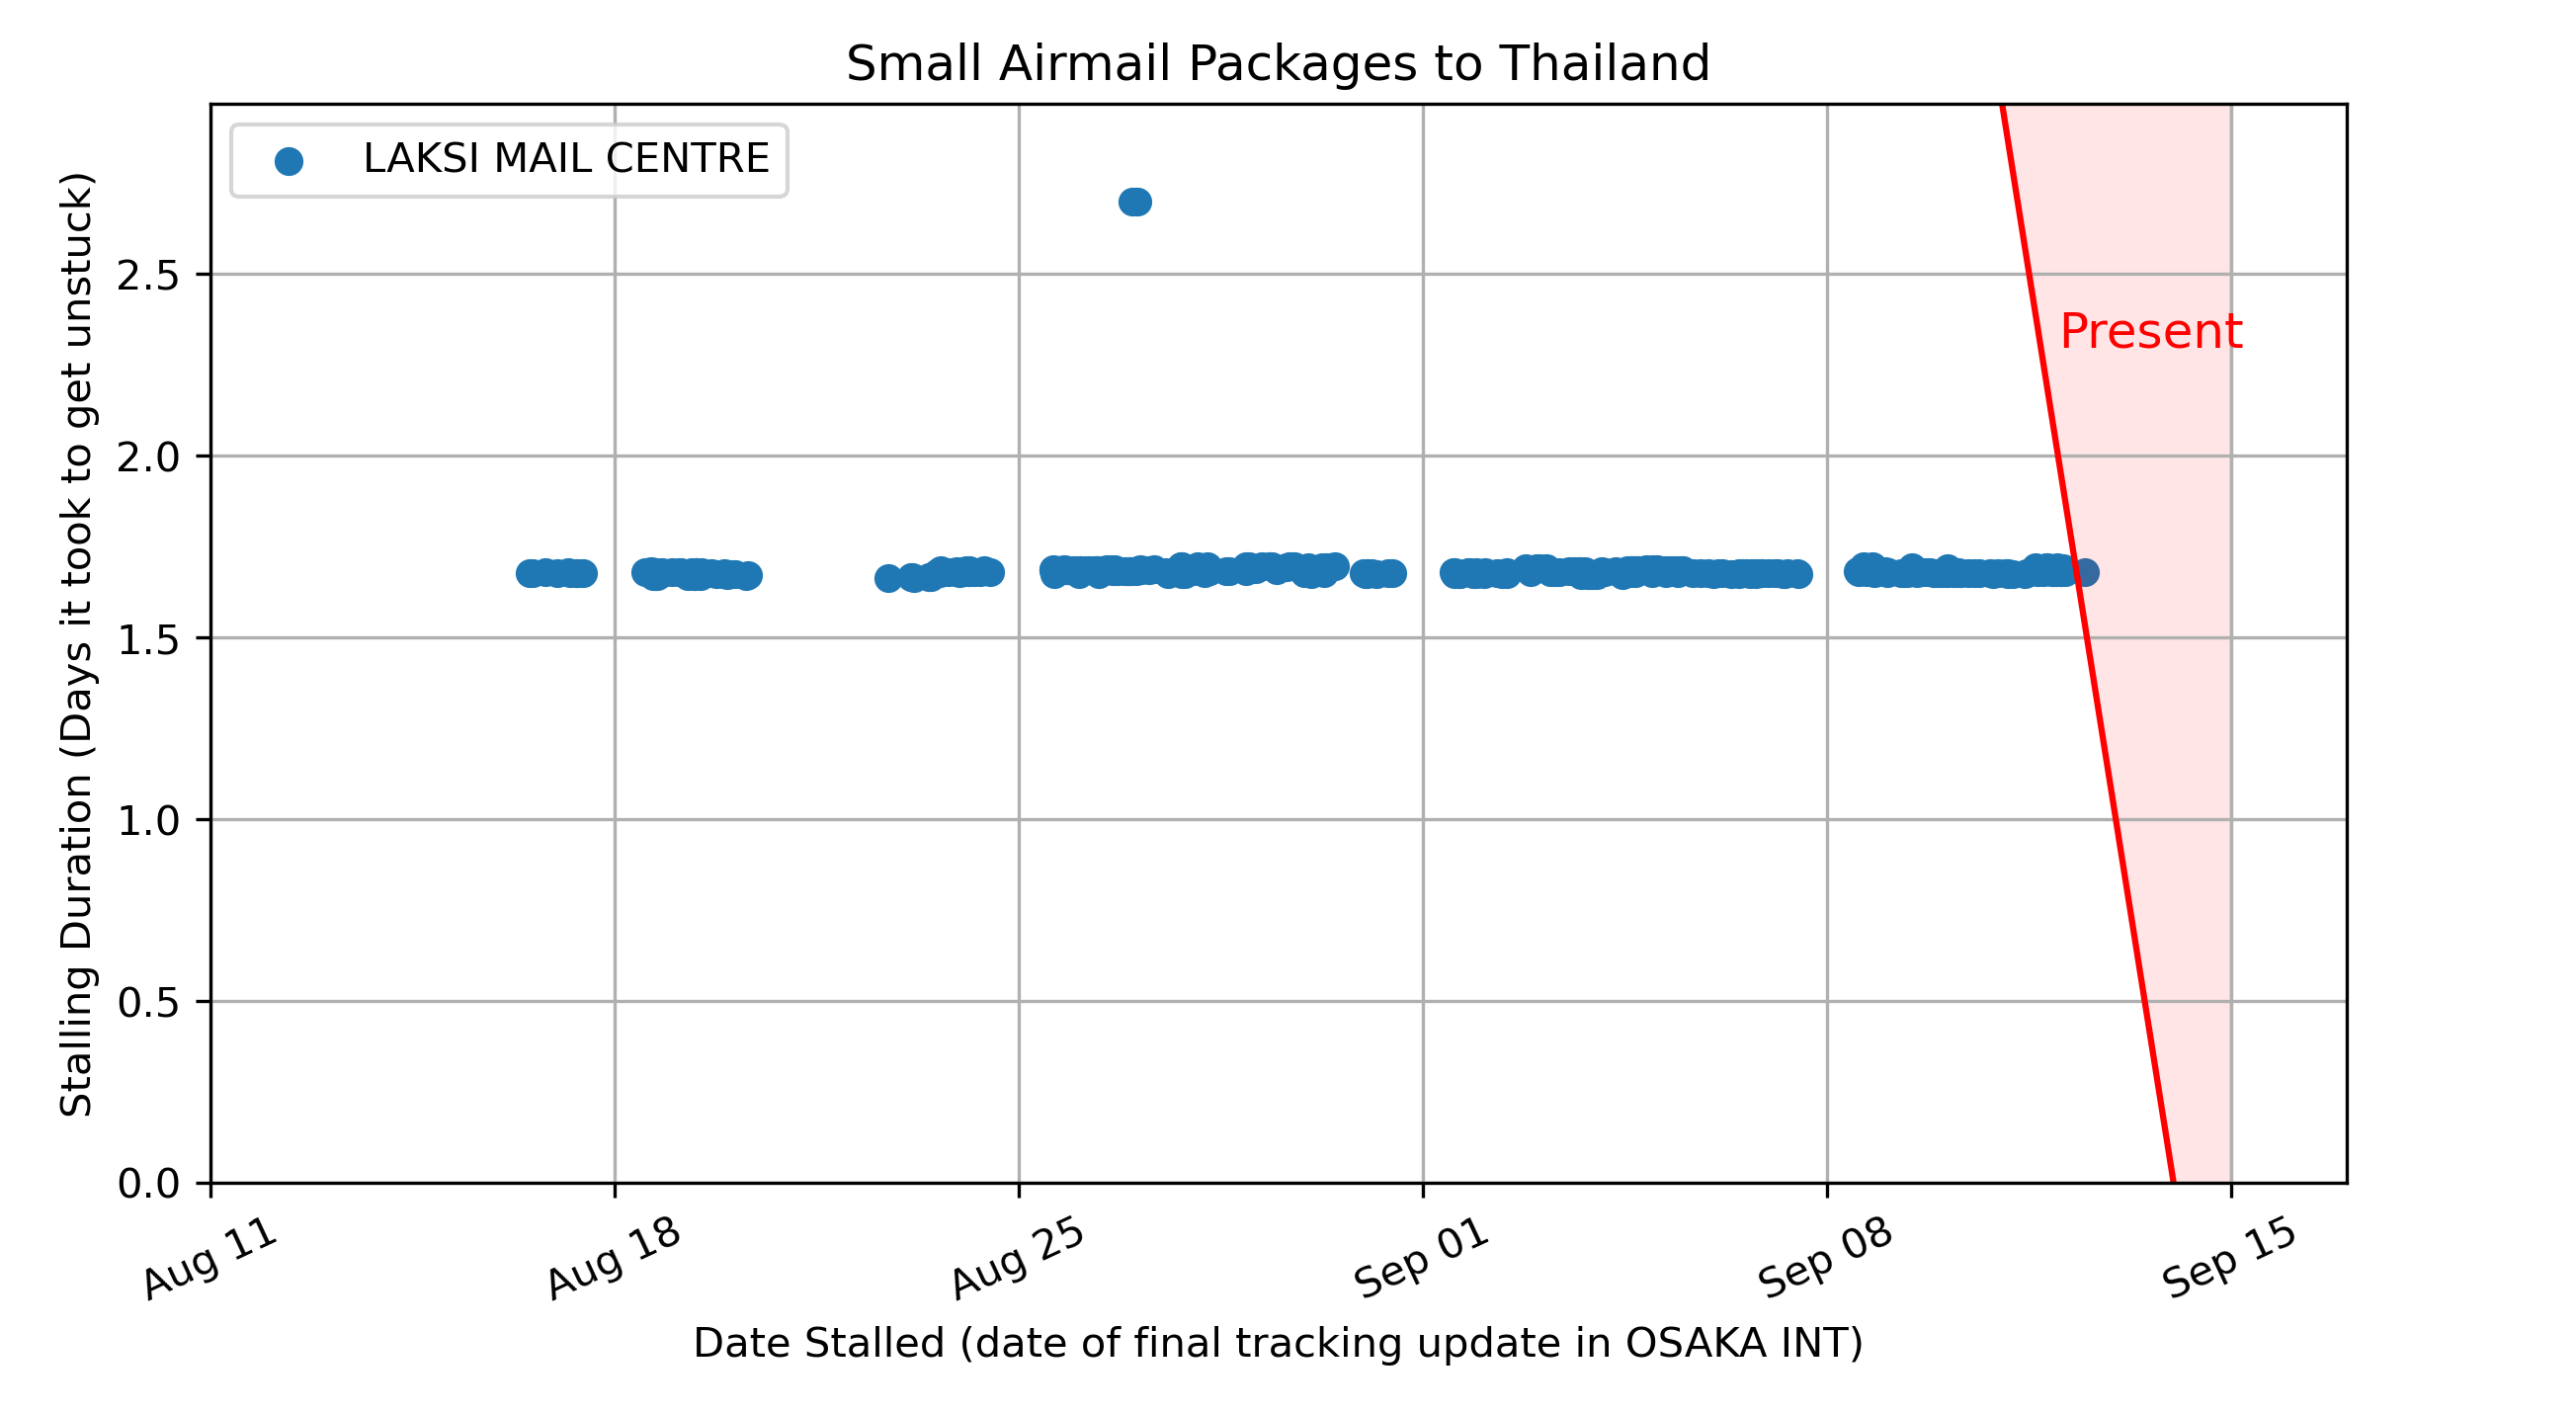 Small Airmail Packages to Thailand
LAKSI MAIL CENTRE
Present
Stalling Duration (Days it took to get unstuck)
2.5
2.0
1.5
1.0
0.5
0.0
Aug 11
Aug 18
Aug 25
Sep 01
Sep 08
Sep 15
Date Stalled (date of final tracking update in OSAKA INT)